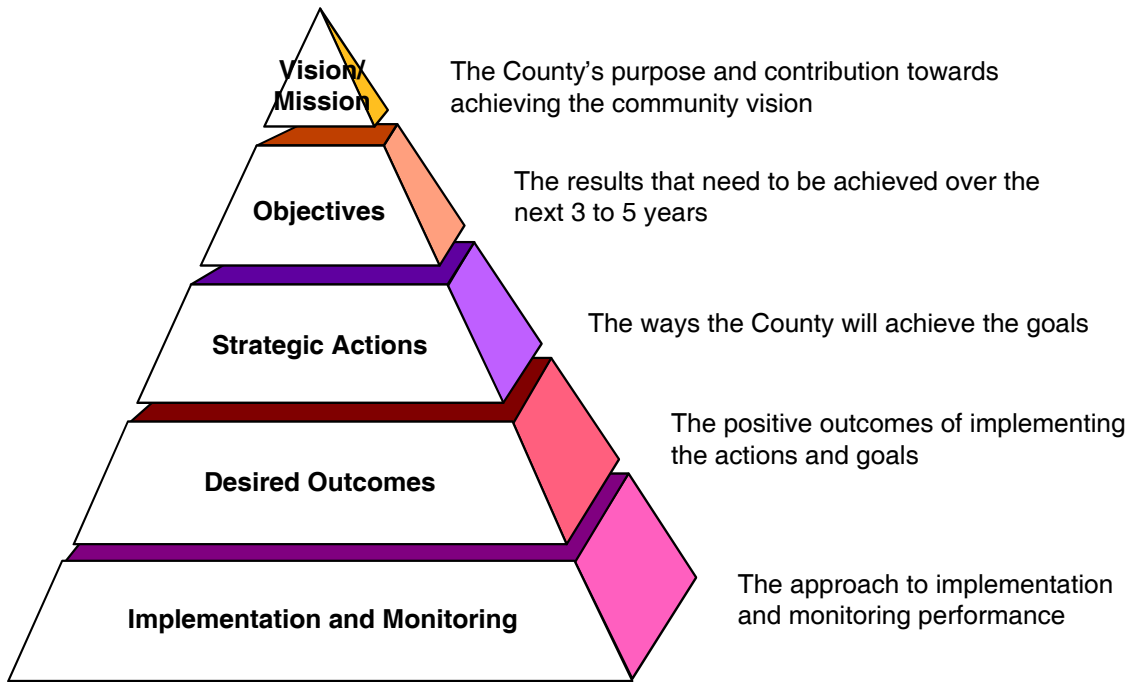 Vision/
Mission
The County’s purpose and contribution towards
achieving the community vision
Objectives
The results that need to be achieved over the
next 3 to 5 years
Strategic Actions
The ways the County will achieve the goals
Desired Outcomes
The positive outcomes of implementing
the actions and goals
Implementation and Monitoring
The approach to implementation
and monitoring performance